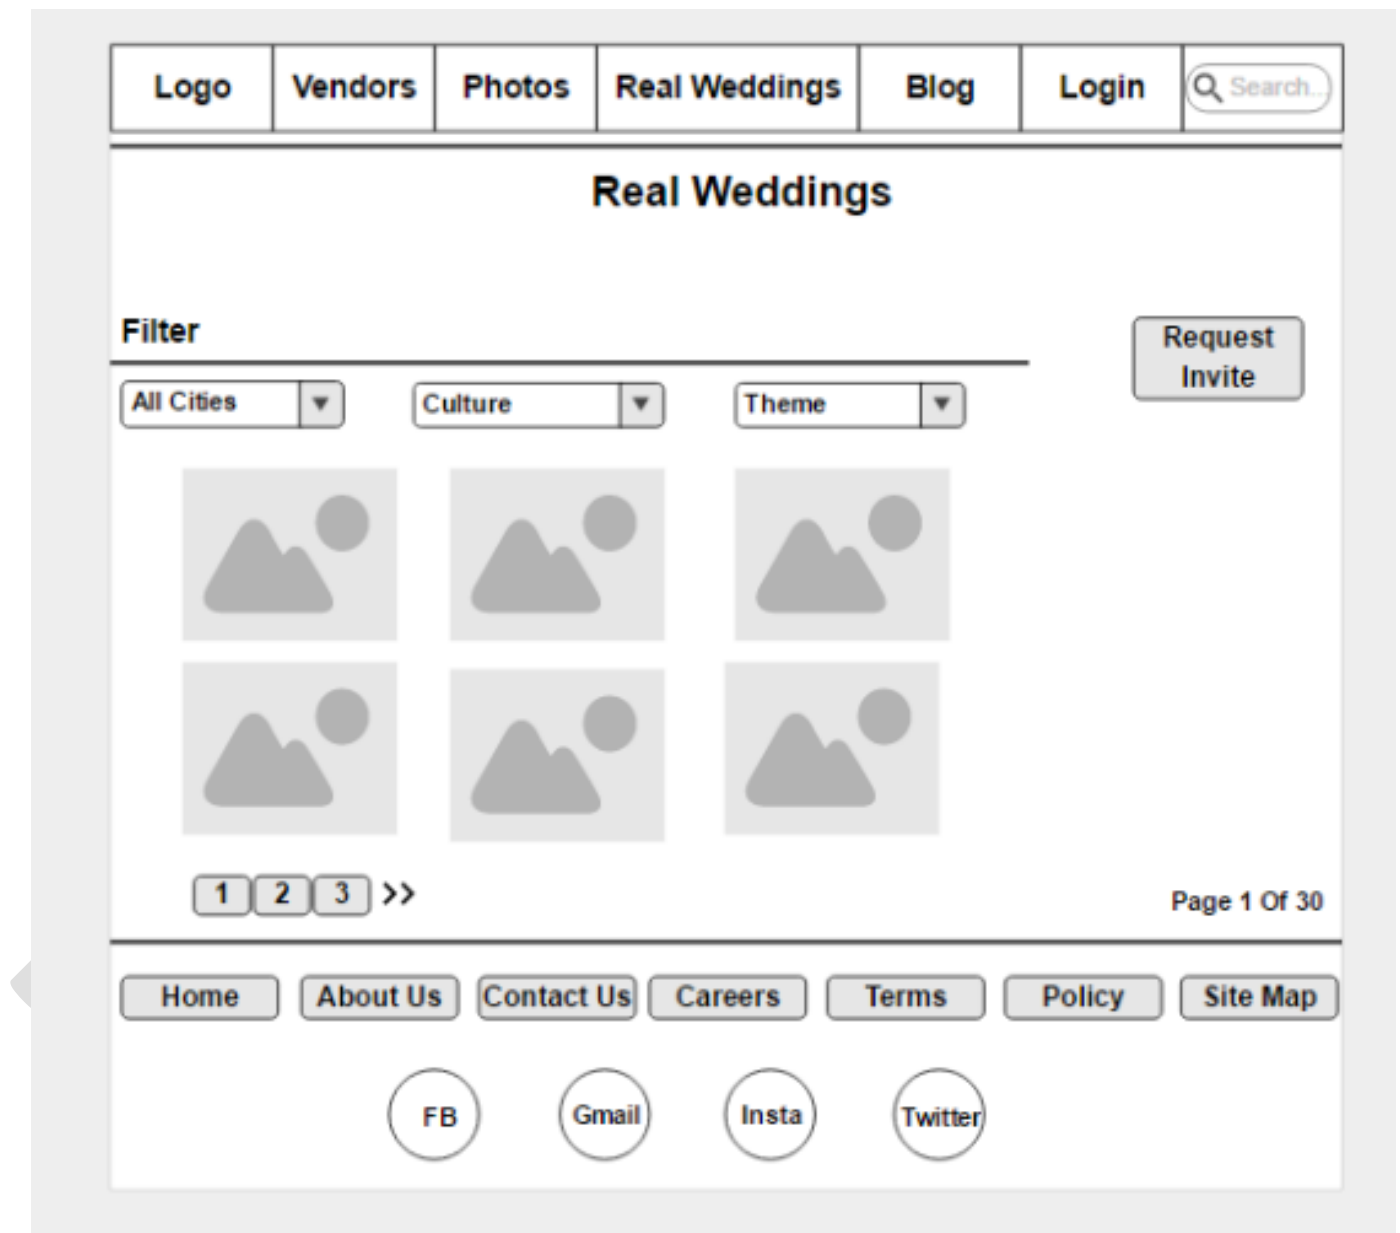 Logo Vendors Photos Real Weddings Blog Login Search...
Real Weddings
Filter
Request
Invite
All Cities Culture Theme
1 2 3 >>
Page 1 Of 30
Home About Us Contact Us Careers Terms Policy Site Map
FB Gmail Insta Twitter